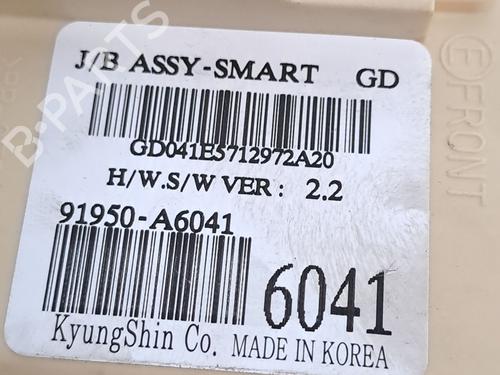 J/B ASSY-SMART GD
GD041E5712972A20
H/W.S/W VER : 2.2
91950-A6041
6041
KyungShin Co. MADE IN KOREA
E FRONT
B-PARTS